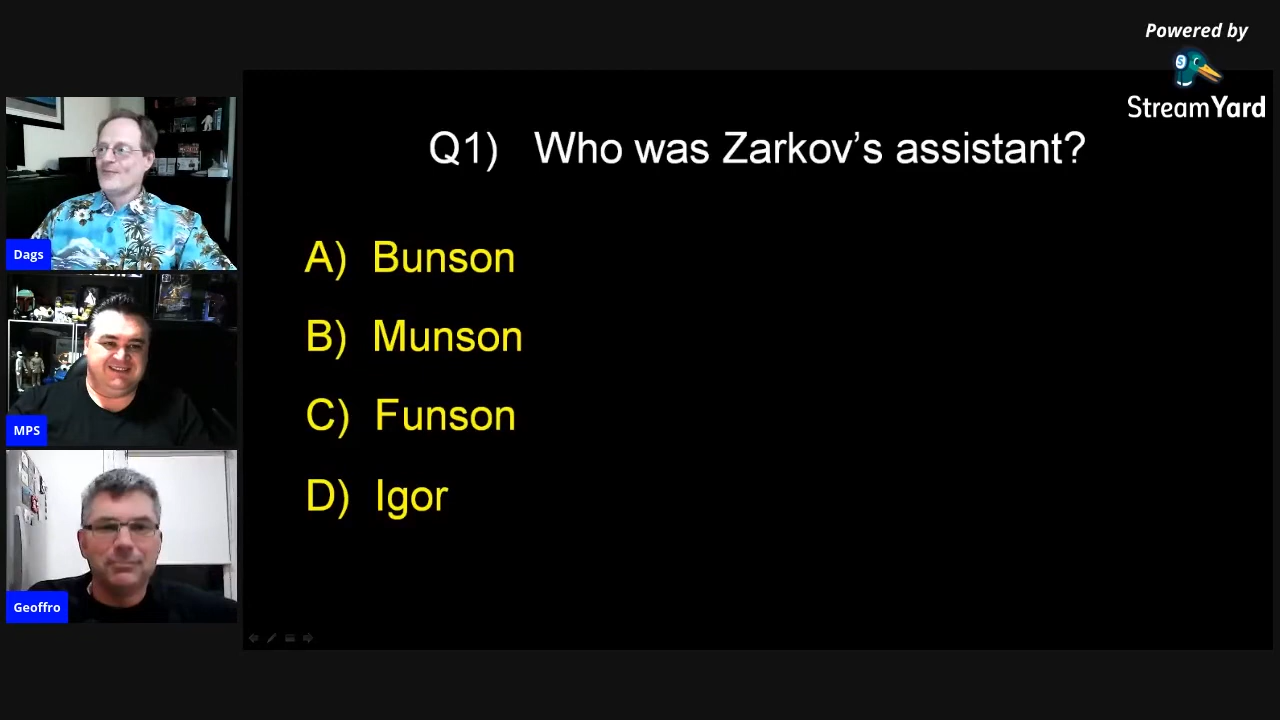 Powered by
StreamYard
Q1) Who was Zarkov’s assistant?
A) Bunson
B) Munson
C) Funson
D) Igor
Dags
MPS
Geoffro